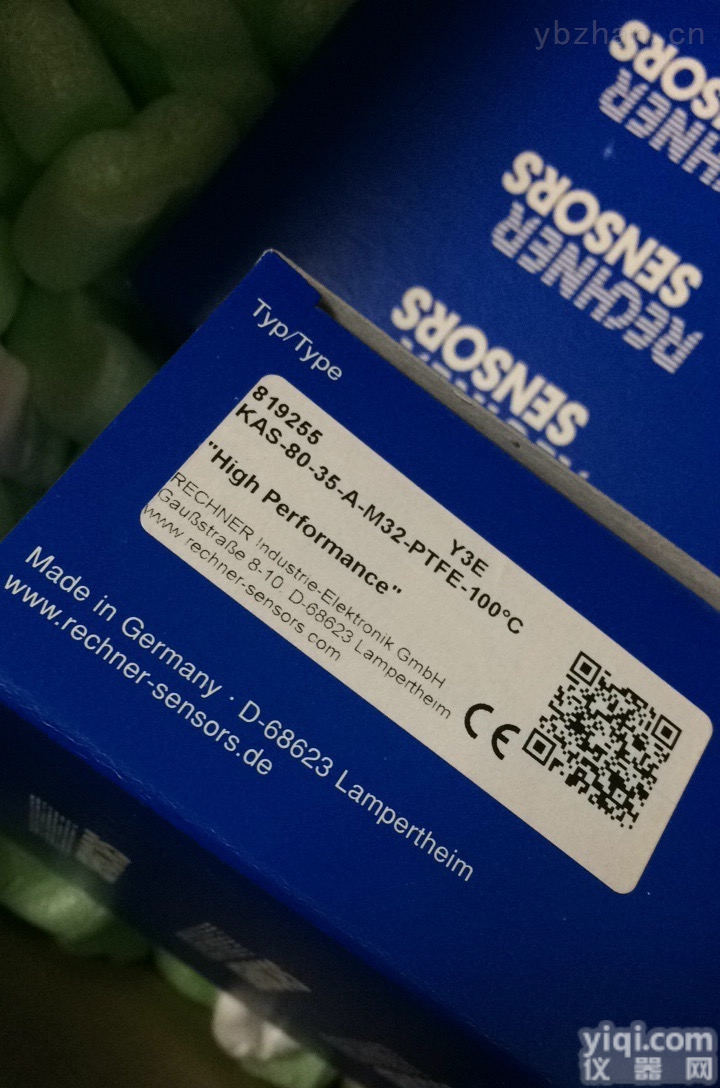 ybzhan.cn
RECHNER
SENSORS
RECHNER
SENSORS
SENSORS
Typ/Type
819255 Y3E
KAS-80-35-A-M32-PTFE-100°C
"High Performance"
RECHNER Industrie-Elektronik GmbH
Gaußstraße 8-10, D-68623 Lampertheim
www.rechner-sensors.com
CE
Made in Germany · D-68623 Lampertheim
www.rechner-sensors.de
yiqi.com
仪器网